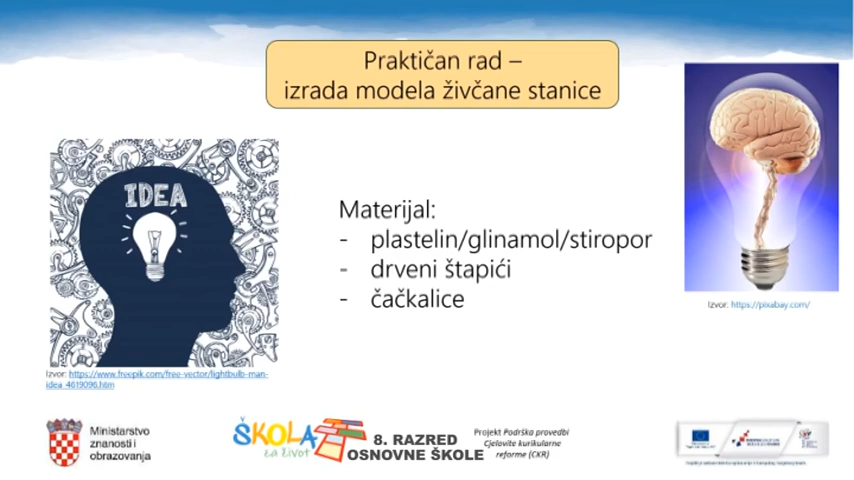 Praktičan rad –
izrada modela živčane stanice
IDEA
Materijal:
- plastelin/glinamol/stiropor
- drveni štapići
- čačkalice
Izvor: https://pixabay.com/
Izvor: https://www.freepik.com/free-vector/lightbulb-man-
idea_4619096.htm
Ministarstvo
znanosti i
obrazovanja
ŠKOLA
za život
8. RAZRED
OSNOVNE ŠKOLE
Projekt Podrška provedbi
Cjelovite kurikularne
reforme (CKR)